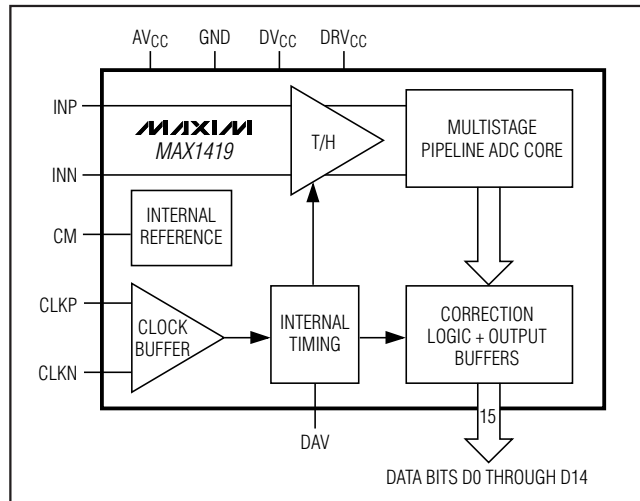 AVCC GND DVCC DRVCC
INP
MAXIM
MAX1419
T/H
MULTISTAGE
PIPELINE ADC CORE
INN
INTERNAL
REFERENCE
CM
CLKP
CLOCK
BUFFER
INTERNAL
TIMING
CORRECTION
LOGIC + OUTPUT
BUFFERS
CLKN
15
DAV
DATA BITS D0 THROUGH D14